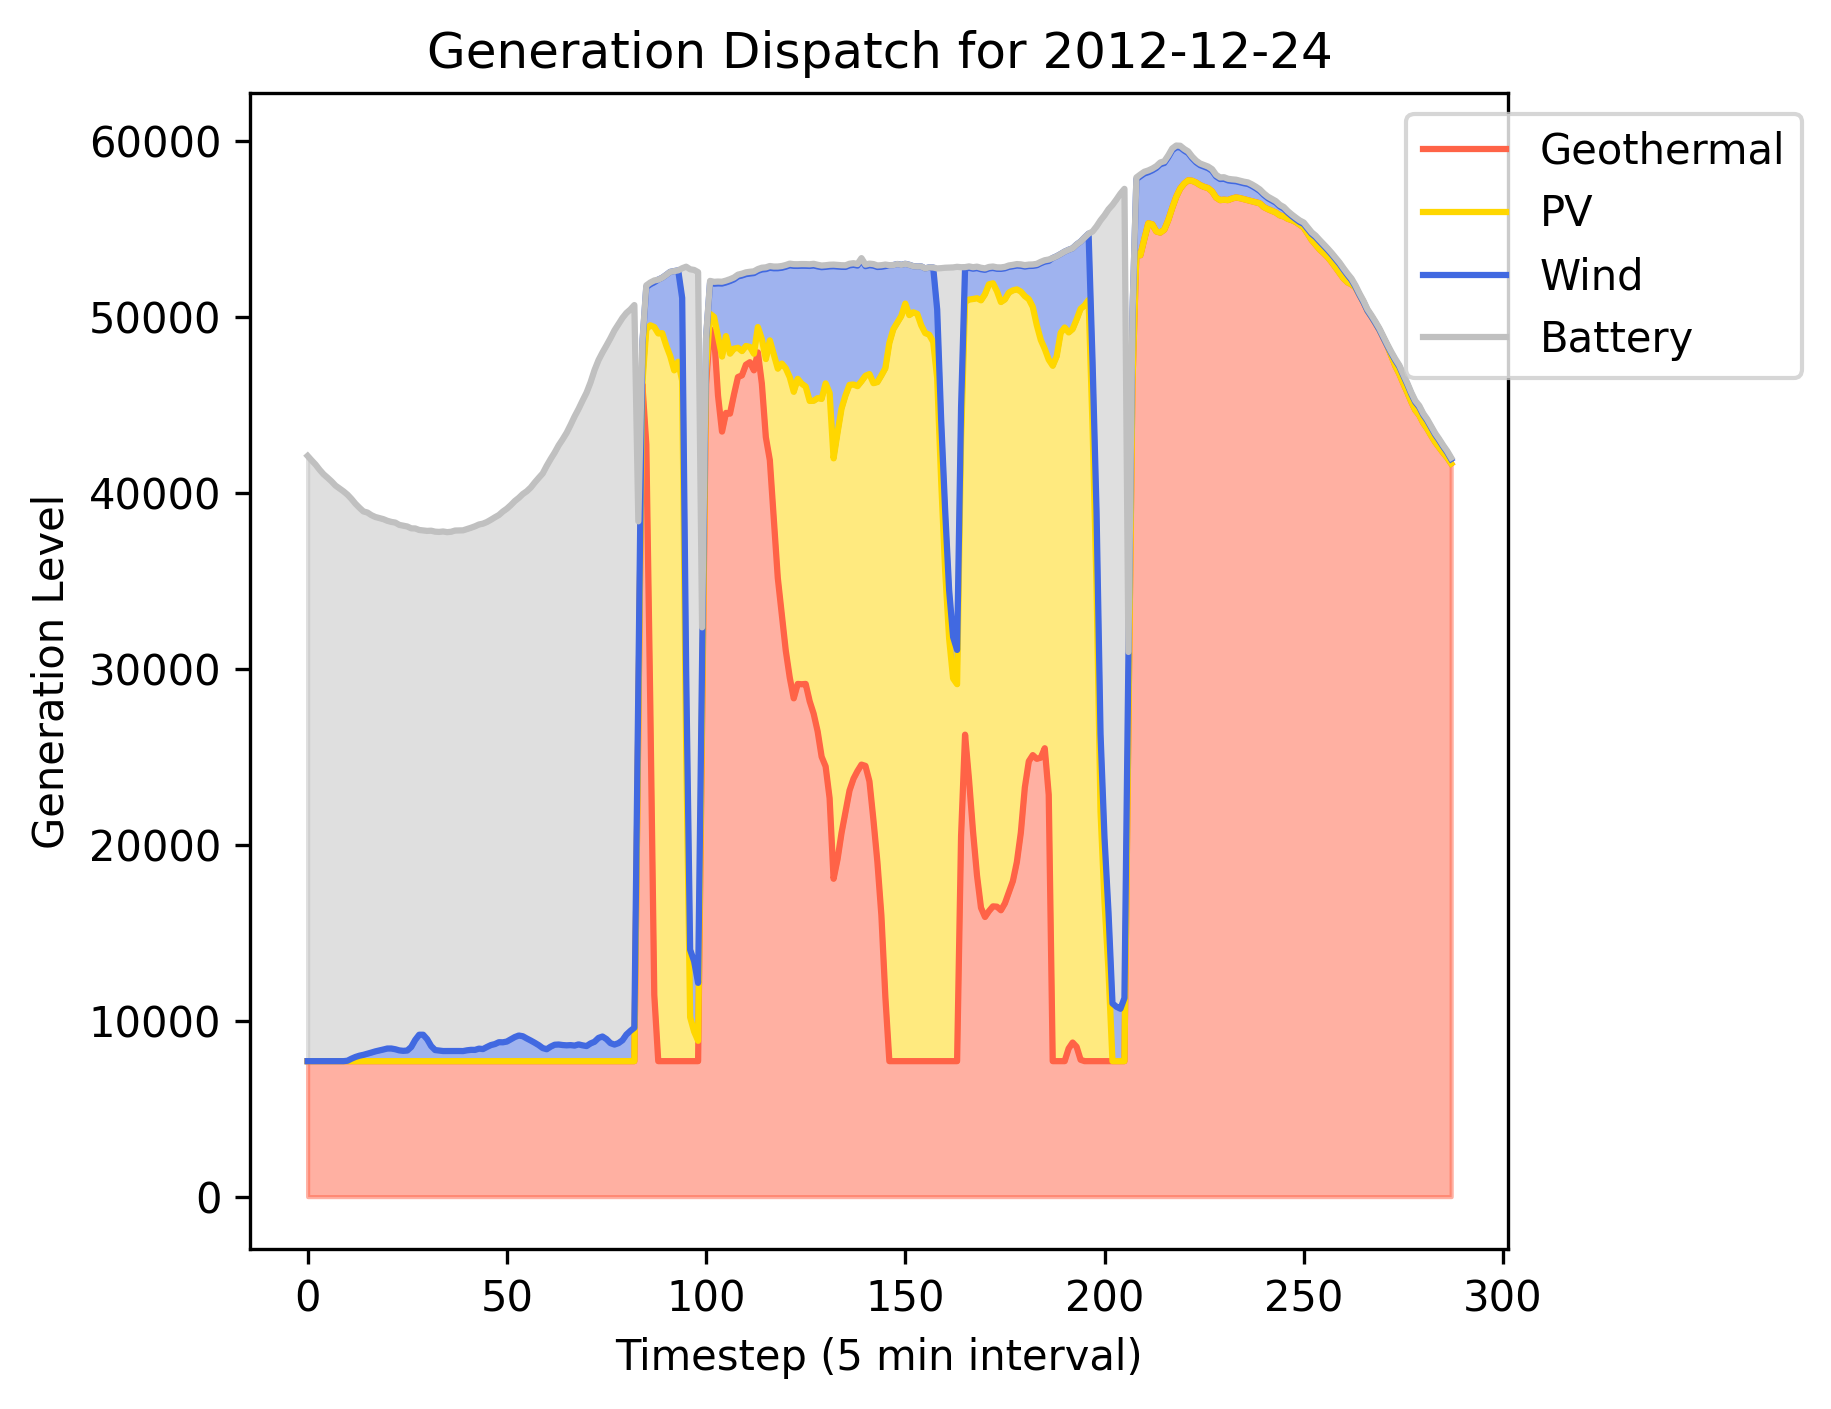 Generation Dispatch for 2012-12-24
60000
50000
40000
30000
20000
10000
0
Generation Level
Geothermal
PV
Wind
Battery
0 50 100 150 200 250 300
Timestep (5 min interval)